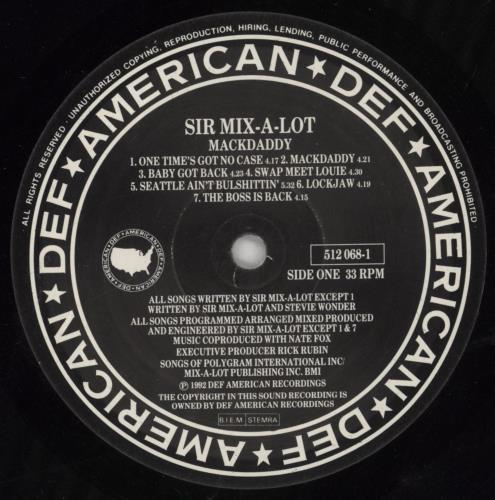 ALL RIGHTS RESERVED · UNAUTHORIZED COPYING, REPRODUCTION, HIRING, LENDING, PUBLIC PERFORMANCE AND BROADCASTING PROHIBITED
DEF★AMERICAN★DEF★AMERICAN★DEF★AMERICAN★
SIR MIX-A-LOT
MACKDADDY
1. ONE TIME'S GOT NO CASE 4.17 2. MACKDADDY 4.21
3. BABY GOT BACK 4.23 4. SWAP MEET LOUIE 4.30
5. SEATTLE AIN'T BULSHITTIN' 5.32 6. LOCKJAW 4.19
7. THE BOSS IS BACK 4.15
DEF·AMERICAN·DEF·AMERICAN·DEF·AMERICAN·
512 068-1
SIDE ONE 33 RPM
ALL SONGS WRITTEN BY SIR MIX-A-LOT EXCEPT 1
WRITTEN BY SIR MIX-A-LOT AND STEVIE WONDER
ALL SONGS PROGRAMMED ARRANGED MIXED PRODUCED
AND ENGINEERED BY SIR MIX-A-LOT EXCEPT 1 & 7
MUSIC COPRODUCED WITH NATE FOX
EXECUTIVE PRODUCER RICK RUBIN
SONGS OF POLYGRAM INTERNATIONAL INC/
MIX-A-LOT PUBLISHING INC. BMI
Ⓟ 1992 DEF AMERICAN RECORDINGS
THE COPYRIGHT IN THIS SOUND RECORDING IS
OWNED BY DEF AMERICAN RECORDINGS
B.I.E.M STEMRA